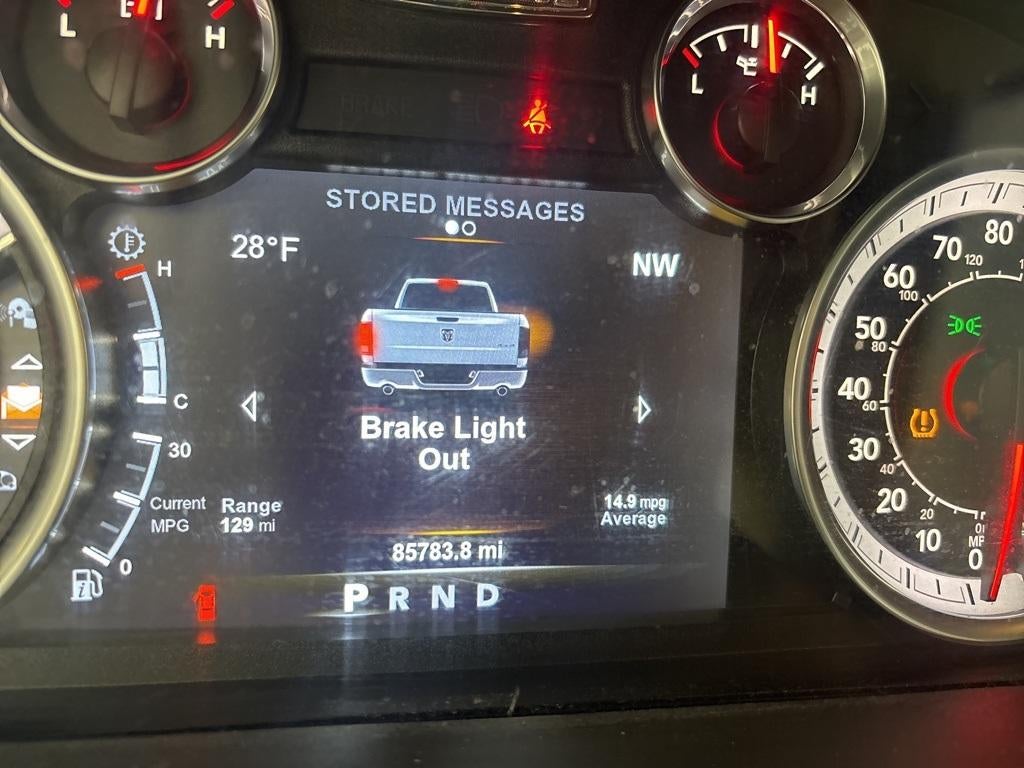 L H
L H
BRAKE
STORED MESSAGES
28°F
NW
H
C
30
0
Brake Light
Out
Current
MPG
Range
129 mi
14.9 mpg
Average
85783.8 mi
P R N D
80
70
120
60
100
50
80
40
60
30
40
20
20
10
0